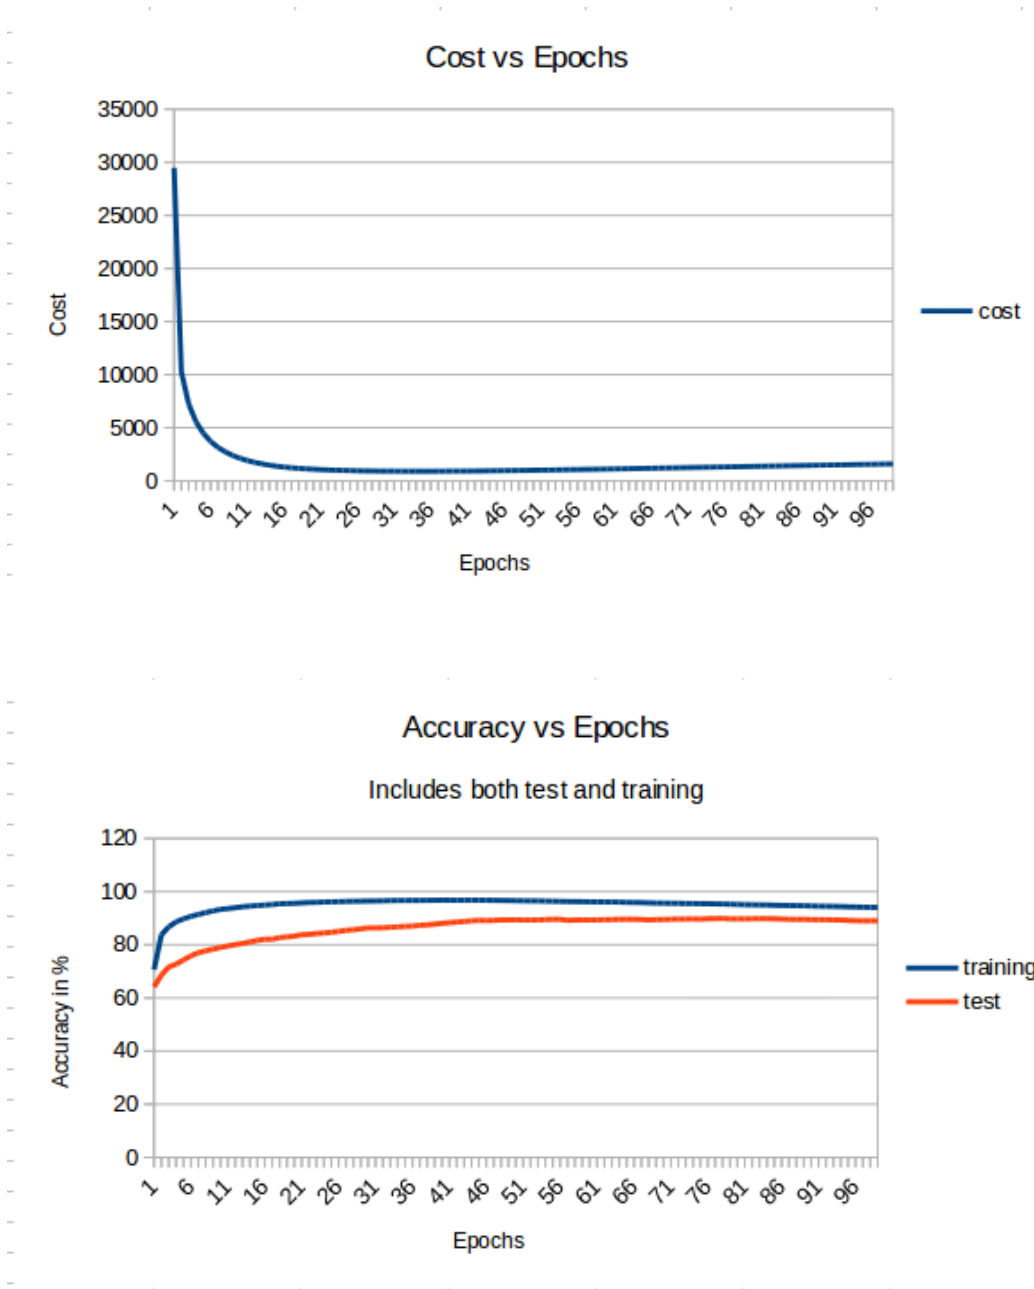 Cost vs Epochs
35000
30000
25000
20000
15000
10000
5000
0
Cost
cost
1 6 11 16 21 26 31 36 41 46 51 56 61 66 71 76 81 86 91 96
Epochs
Accuracy vs Epochs
Includes both test and training
120
100
80
60
40
20
0
Accuracy in %
training
test
1 6 11 16 21 26 31 36 41 46 51 56 61 66 71 76 81 86 91 96
Epochs